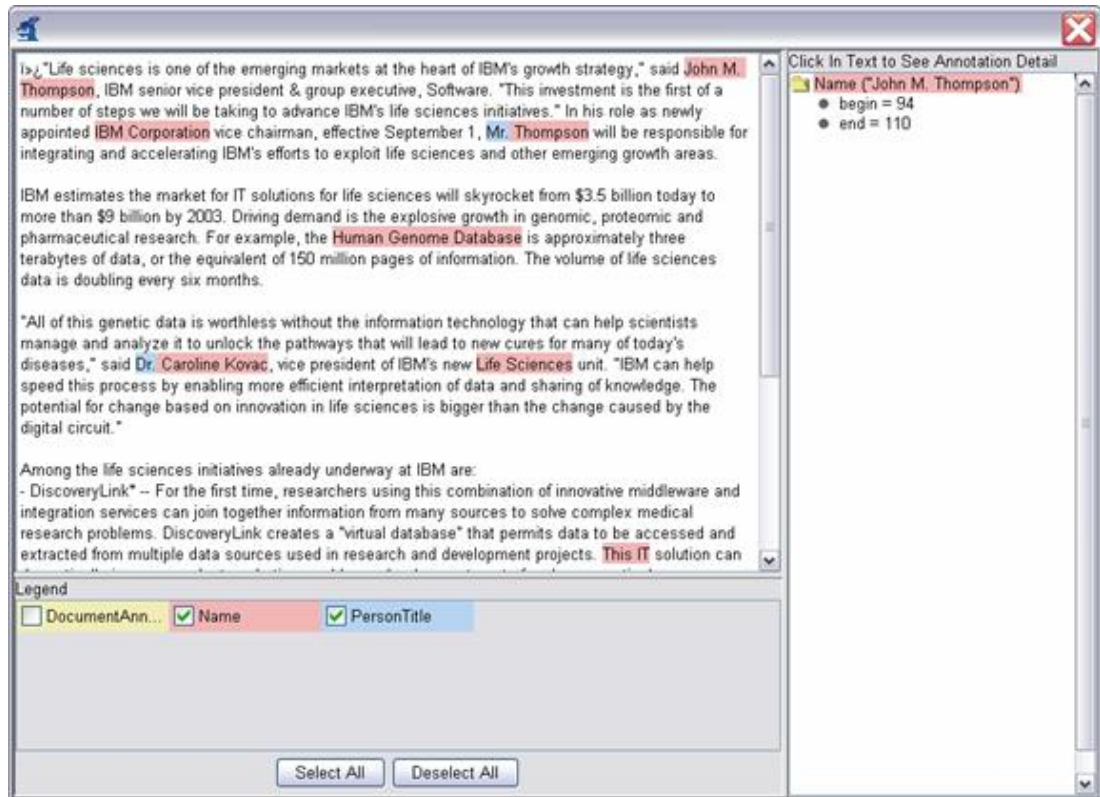 ï»¿"Life sciences is one of the emerging markets at the heart of IBM's growth strategy," said John M.
Thompson, IBM senior vice president & group executive, Software. "This investment is the first of a
number of steps we will be taking to advance IBM's life sciences initiatives." In his role as newly
appointed IBM Corporation vice chairman, effective September 1, Mr. Thompson will be responsible for
integrating and accelerating IBM's efforts to exploit life sciences and other emerging growth areas.
IBM estimates the market for IT solutions for life sciences will skyrocket from $3.5 billion today to
more than $9 billion by 2003. Driving demand is the explosive growth in genomic, proteomic and
pharmaceutical research. For example, the Human Genome Database is approximately three
terabytes of data, or the equivalent of 150 million pages of information. The volume of life sciences
data is doubling every six months.
"All of this genetic data is worthless without the information technology that can help scientists
manage and analyze it to unlock the pathways that will lead to new cures for many of today's
diseases," said Dr. Caroline Kovac, vice president of IBM's new Life Sciences unit. "IBM can help
speed this process by enabling more efficient interpretation of data and sharing of knowledge. The
potential for change based on innovation in life sciences is bigger than the change caused by the
digital circuit."
Among the life sciences initiatives already underway at IBM are:
- DiscoveryLink* -- For the first time, researchers using this combination of innovative middleware and
integration services can join together information from many sources to solve complex medical
research problems. DiscoveryLink creates a "virtual database" that permits data to be accessed and
extracted from multiple data sources used in research and development projects. This IT solution can
Click In Text to See Annotation Detail
Name ("John M. Thompson")
begin = 94
end = 110
Legend
DocumentAnn... Name PersonTitle
Select All Deselect All